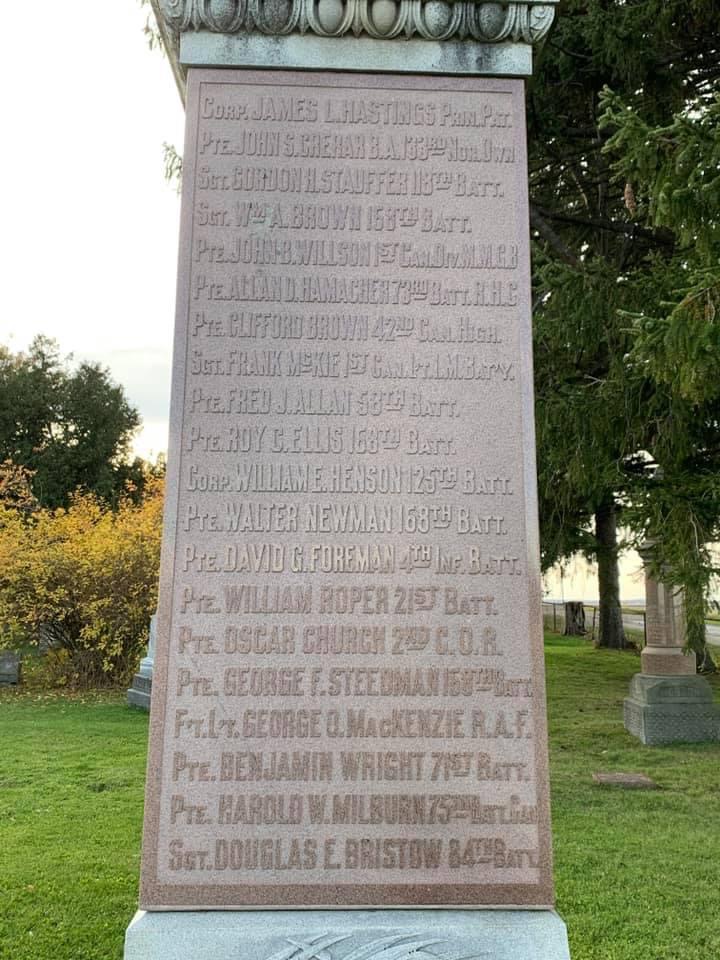 Corp. JAMES L. HASTINGS Prin. Pat.
Pte. JOHN S. GRERAR B.A. 133RD Nor. Own
Sgt. GORDON H. STAUFFER 118TH Batt.
Sgt. Wm A. BROWN 168TH Batt.
Pte. JOHN B. WILLSON 1ST Can. Div. M.M.G.B
Pte. ALLAN D. HAMACHER 73RD Batt. R.H.C
Pte. CLIFFORD BROWN 42ND Can. High.
Sgt. FRANK McKIE 1ST Can. Lt. T.M. Bat'y.
Pte. FRED J. ALLAN 58TH Batt.
Pte. ROY C. ELLIS 168TH Batt.
Corp. WILLIAM E. HENSON 125TH Batt.
Pte. WALTER NEWMAN 168TH Batt.
Pte. DAVID G. FOREMAN 4TH Inf. Batt.
Pte. WILLIAM ROPER 21ST Batt.
Pte. OSCAR CHURCH 2ND C.O.R.
Pte. GEORGE F. STEEDMAN 168TH Batt.
Ft. Lt. GEORGE O. MacKENZIE R.A.F.
Pte. BENJAMIN WRIGHT 71ST Batt.
Pte. HAROLD W. MILBURN 75TH Batt. Can
Sgt. DOUGLAS E. BRISTOW 84TH Batt.